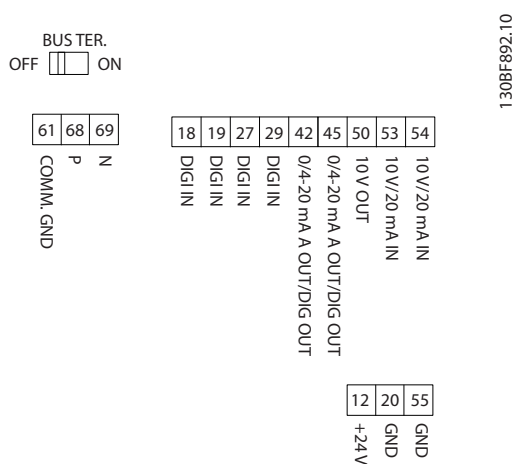 130BF892.10
BUS TER.
OFF ON
61 68 69
COMM. GND
P
N
18 19 27 29 42 45 50 53 54
DIGI IN
DIGI IN
DIGI IN
DIGI IN
0/4-20 mA A OUT/DIG OUT
0/4-20 mA A OUT/DIG OUT
10 V OUT
10 V/20 mA IN
10 V/20 mA IN
12 20 55
+24 V
GND
GND